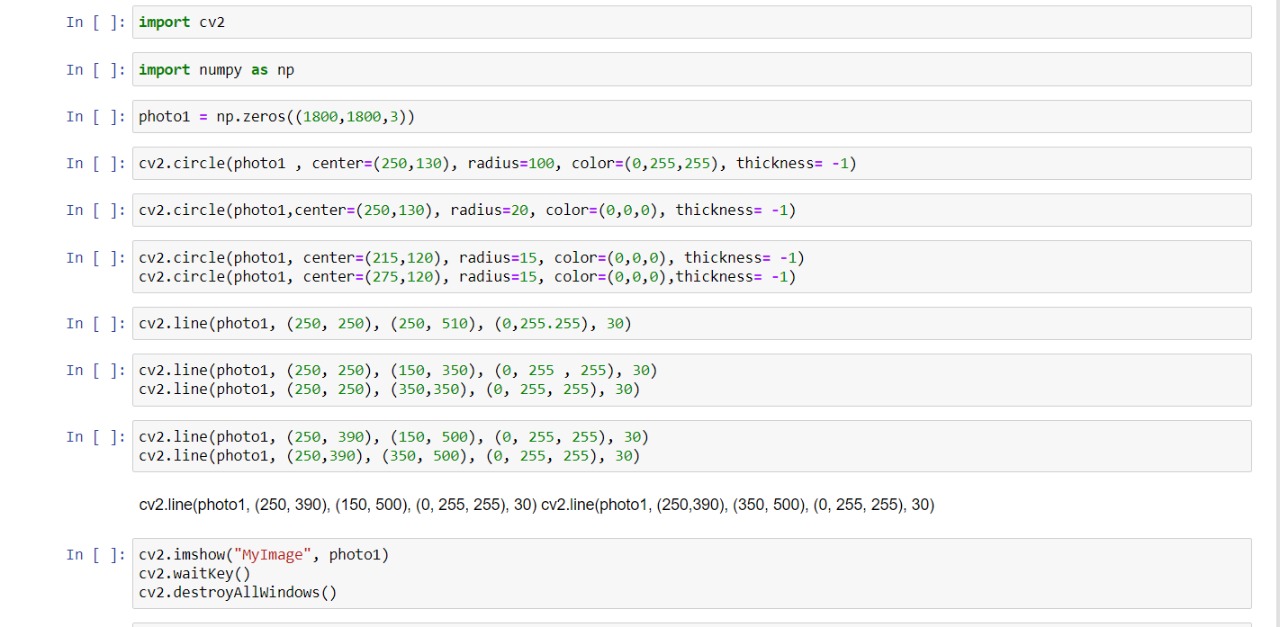 In [ ]: import cv2
In [ ]: import numpy as np
In [ ]: photo1 = np.zeros((1800,1800,3))
In [ ]: cv2.circle(photo1 , center=(250,130), radius=100, color=(0,255,255), thickness= -1)
In [ ]: cv2.circle(photo1,center=(250,130), radius=20, color=(0,0,0), thickness= -1)
In [ ]: cv2.circle(photo1, center=(215,120), radius=15, color=(0,0,0), thickness= -1)
cv2.circle(photo1, center=(275,120), radius=15, color=(0,0,0),thickness= -1)
In [ ]: cv2.line(photo1, (250, 250), (250, 510), (0,255.255), 30)
In [ ]: cv2.line(photo1, (250, 250), (150, 350), (0, 255 , 255), 30)
cv2.line(photo1, (250, 250), (350,350), (0, 255, 255), 30)
In [ ]: cv2.line(photo1, (250, 390), (150, 500), (0, 255, 255), 30)
cv2.line(photo1, (250,390), (350, 500), (0, 255, 255), 30)
cv2.line(photo1, (250, 390), (150, 500), (0, 255, 255), 30) cv2.line(photo1, (250,390), (350, 500), (0, 255, 255), 30)
In [ ]: cv2.imshow("MyImage", photo1)
cv2.waitKey()
cv2.destroyAllWindows()